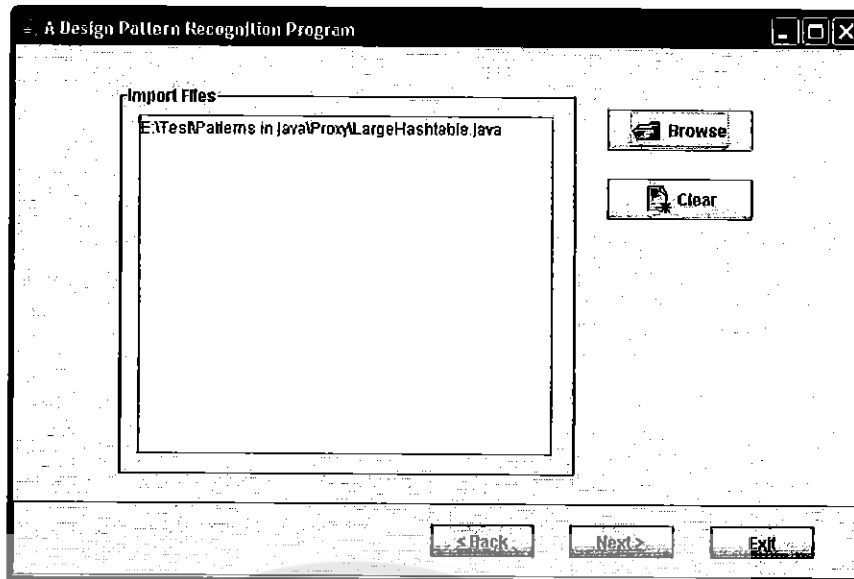 A Design Pattern Recognition Program
Import Files
E:\Test\Patterns in Java\Proxy\LargeHashtable.java
Browse
Clear
< Back
Next >
Exit